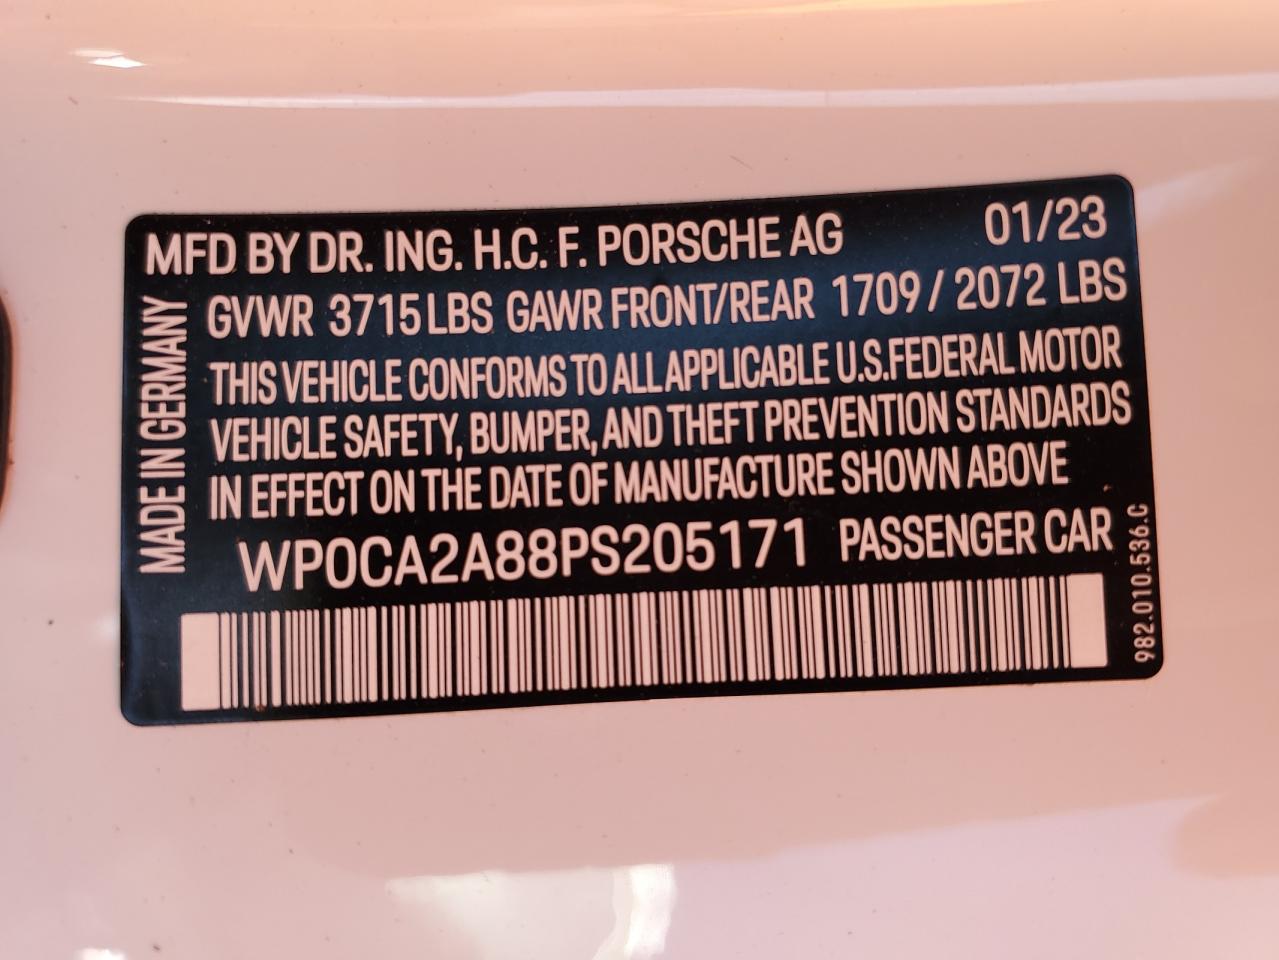 MFD BY DR. ING. H.C. F. PORSCHE AG 01/23
GVWR 3715 LBS GAWR FRONT/REAR 1709 / 2072 LBS
THIS VEHICLE CONFORMS TO ALL APPLICABLE U.S.FEDERAL MOTOR
VEHICLE SAFETY, BUMPER, AND THEFT PREVENTION STANDARDS
IN EFFECT ON THE DATE OF MANUFACTURE SHOWN ABOVE
WP0CA2A88PS205171 PASSENGER CAR
MADE IN GERMANY
982.010.536.C